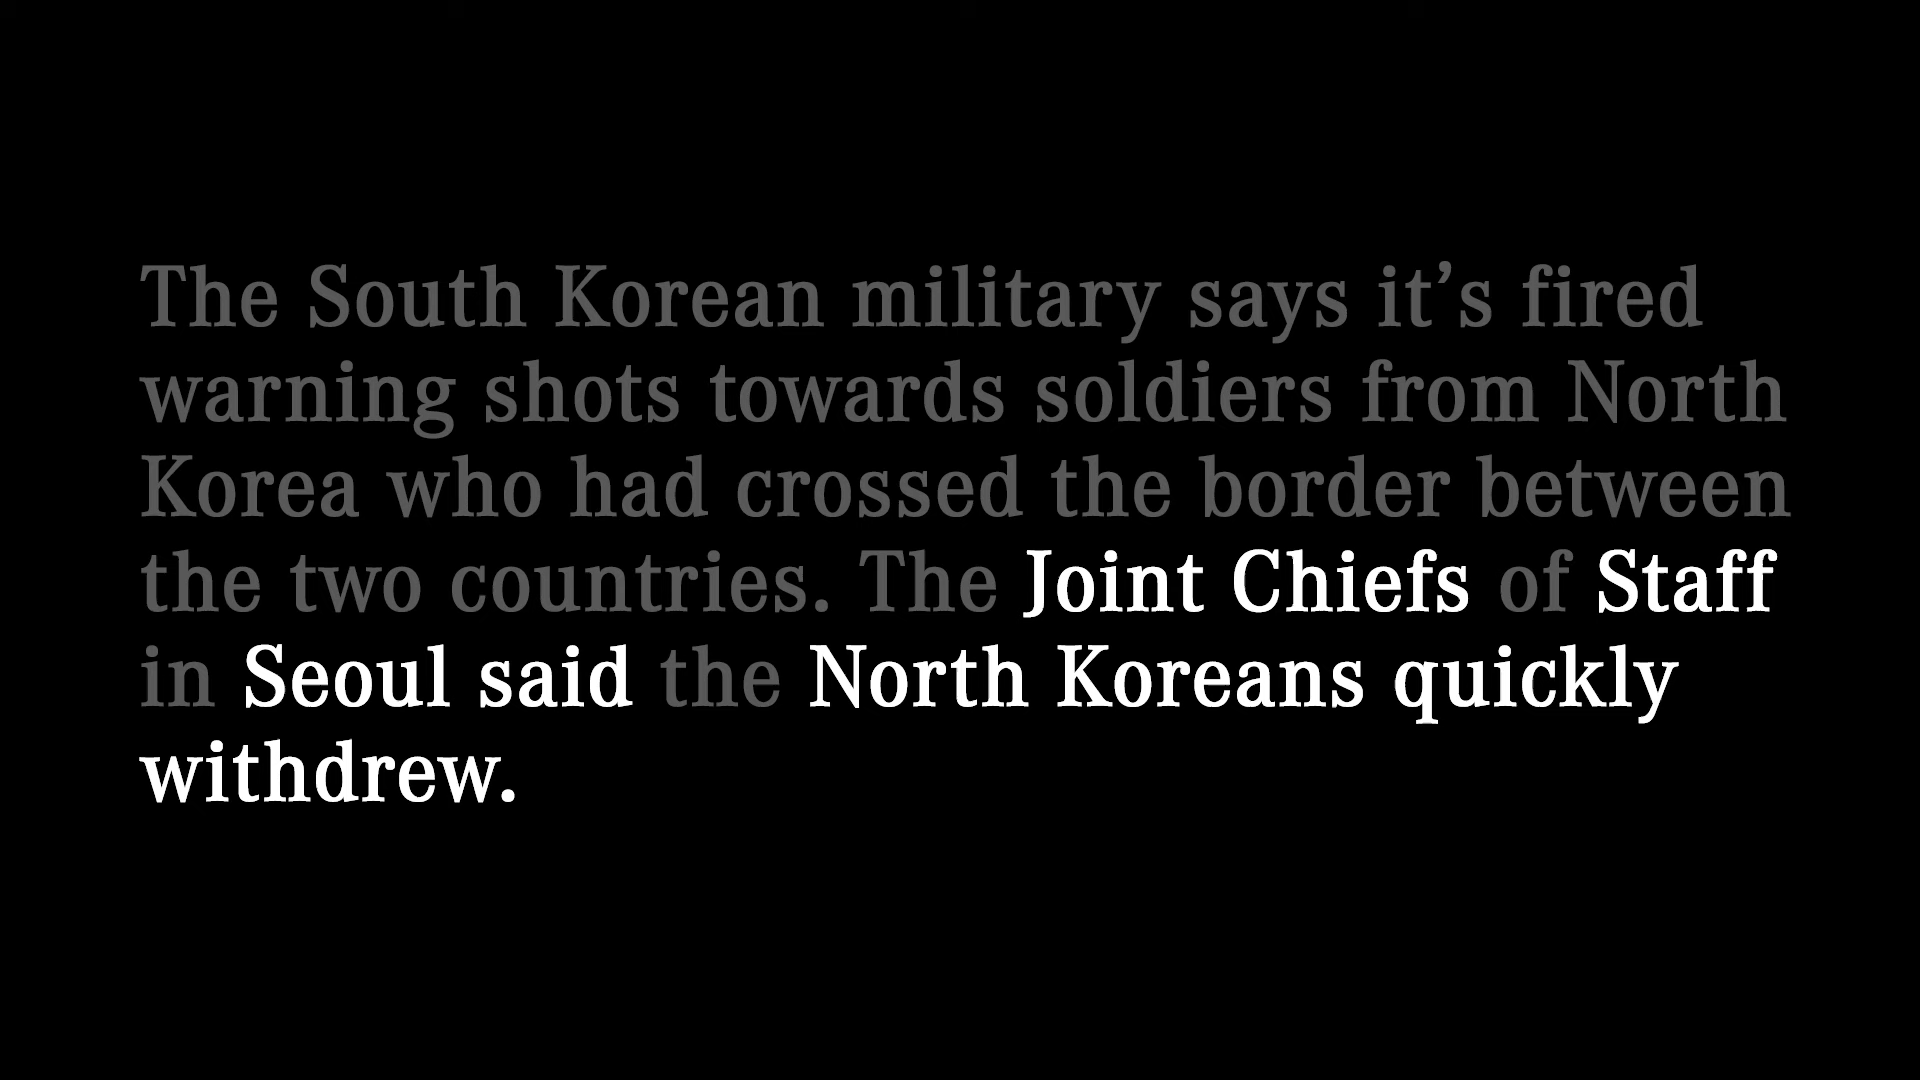 The South Korean military says it’s fired
warning shots towards soldiers from North
Korea who had crossed the border between
the two countries. The Joint Chiefs of Staff
in Seoul said the North Koreans quickly
withdrew.